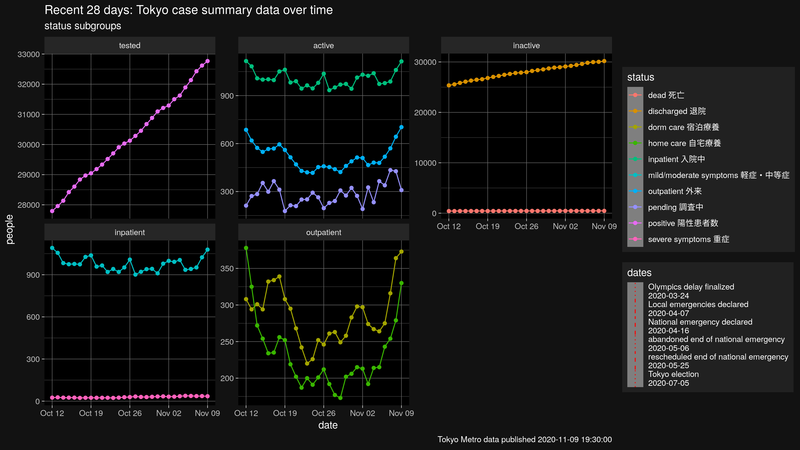 Recent 28 days: Tokyo case summary data over time
status subgroups
tested
active
inactive
33000
32000
31000
30000
29000
28000
900
600
300
30000
20000
10000
0
Oct 12
Oct 19
Oct 26
Nov 02
Nov 09
people
inpatient
outpatient
900
600
300
0
350
300
250
200
Oct 12
Oct 19
Oct 26
Nov 02
Nov 09
Oct 12
Oct 19
Oct 26
Nov 02
Nov 09
date
status
dead 死亡
discharged 退院
dorm care 宿泊療養
home care 自宅療養
inpatient 入院中
mild/moderate symptoms 軽症・中等症
outpatient 外来
pending 調査中
positive 陽性患者数
severe symptoms 重症
dates
Olympics delay finalized
2020-03-24
Local emergencies declared
2020-04-07
National emergency declared
2020-04-16
abandoned end of national emergency
2020-05-06
rescheduled end of national emergency
2020-05-25
Tokyo election
2020-07-05
Tokyo Metro data published 2020-11-09 19:30:00